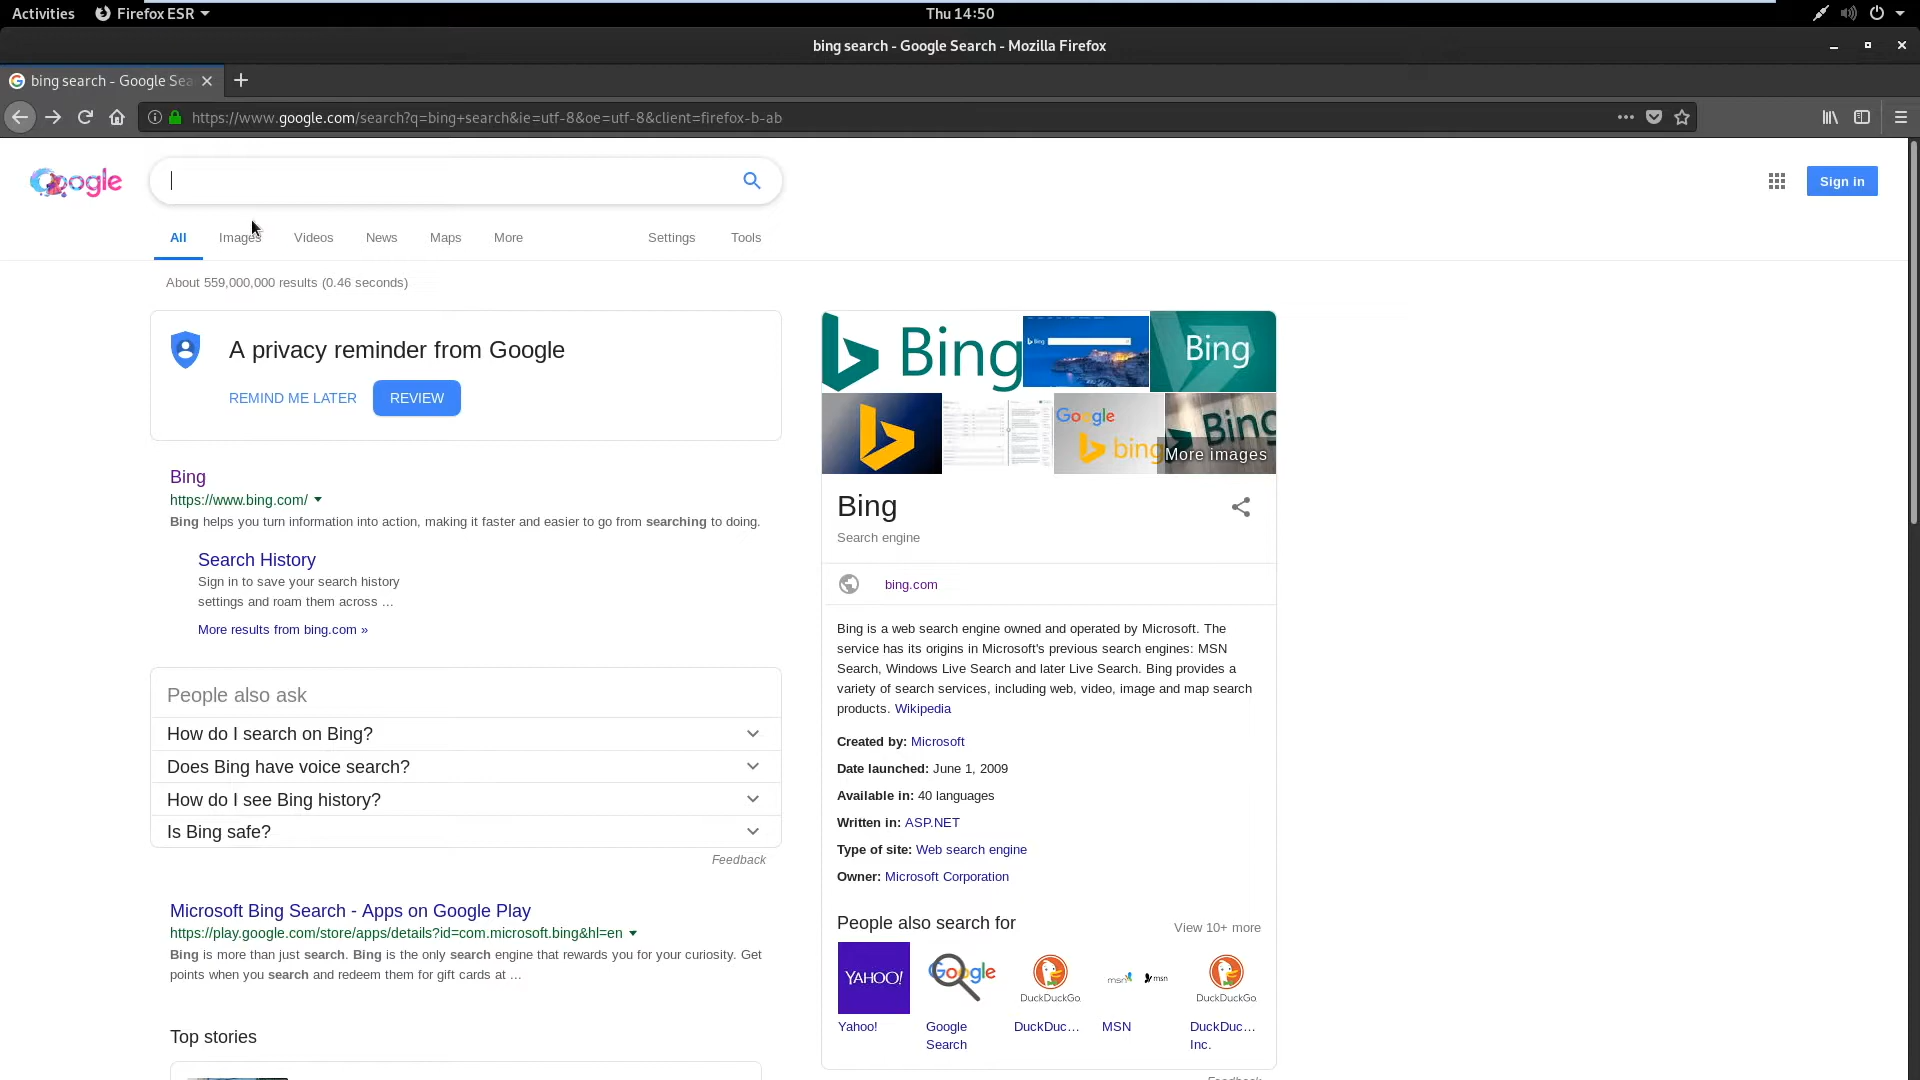 Activities
Firefox ESR
Thu 14:50
bing search - Google Search - Mozilla Firefox
bing search - Google Sea
https://www.google.com/search?q=bing+search&ie=utf-8&oe=utf-8&client=firefox-b-ab
Google
Sign in
All Images Videos News Maps More Settings Tools
About 559,000,000 results (0.46 seconds)
A privacy reminder from Google
REMIND ME LATER REVIEW
Bing
https://www.bing.com/
Bing helps you turn information into action, making it faster and easier to go from searching to doing.
Search History
Sign in to save your search history
settings and roam them across ...
More results from bing.com »
People also ask
How do I search on Bing?
Does Bing have voice search?
How do I see Bing history?
Is Bing safe?
Feedback
Microsoft Bing Search - Apps on Google Play
https://play.google.com/store/apps/details?id=com.microsoft.bing&hl=en
Bing is more than just search. Bing is the only search engine that rewards you for your curiosity. Get
points when you search and redeem them for gift cards at ...
Top stories
Bing
Bing
Google
bing
Bing
More images
Bing
Search engine
bing.com
Bing is a web search engine owned and operated by Microsoft. The
service has its origins in Microsoft's previous search engines: MSN
Search, Windows Live Search and later Live Search. Bing provides a
variety of search services, including web, video, image and map search
products. Wikipedia
Created by: Microsoft
Date launched: June 1, 2009
Available in: 40 languages
Written in: ASP.NET
Type of site: Web search engine
Owner: Microsoft Corporation
People also search for
View 10+ more
YAHOO!
Google
DuckDuckGo
msn
msn
DuckDuckGo
Yahoo!
Google
Search
DuckDuc...
MSN
DuckDuc...
Inc.